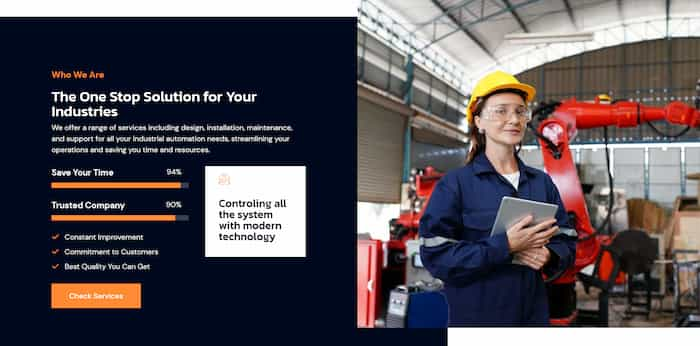 Who We Are
The One Stop Solution for Your
Industries
We offer a range of services including design, installation, maintenance,
and support for all your industrial automation needs, streamlining your
operations and saving you time and resources.
Save Your Time 94%
Trusted Company 90%
Constant Improvement
Commitment to Customers
Best Quality You Can Get
Check Services
Controling all
the system
with modern
technology